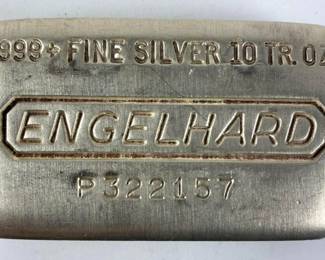 999+ FINE SILVER 10 TR. OZ
ENGELHARD
P322157